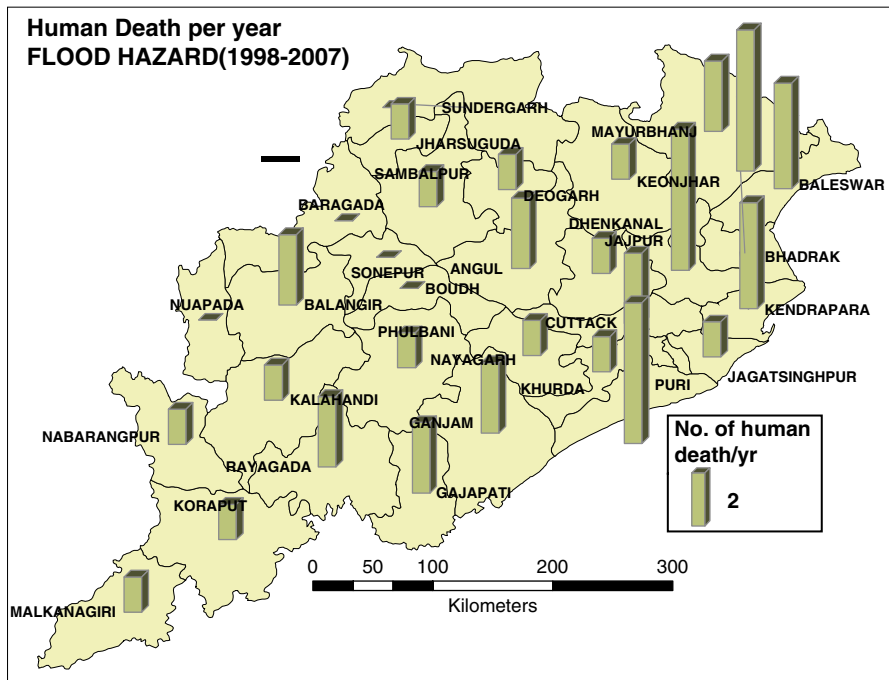 Human Death per year
FLOOD HAZARD(1998-2007)
SUNDERGARH
MAYURBHANJ
JHARSUGUDA
SAMBALPUR
KEONJHAR
BALESWAR
DEOGARH
BARAGADA
DHENKANAL
JAJPUR
BHADRAK
SONEPUR
ANGUL
BOUDH
NUAPADA
BALANGIR
KENDRAPARA
CUTTACK
PHULBANI
NAYAGARH
JAGATSINGHPUR
KHURDA
PURI
KALAHANDI
GANJAM
NABARANGPUR
No. of human
death/yr
2
RAYAGADA
GAJAPATI
KORAPUT
0 50 100 200 300
Kilometers
MALKANAGIRI